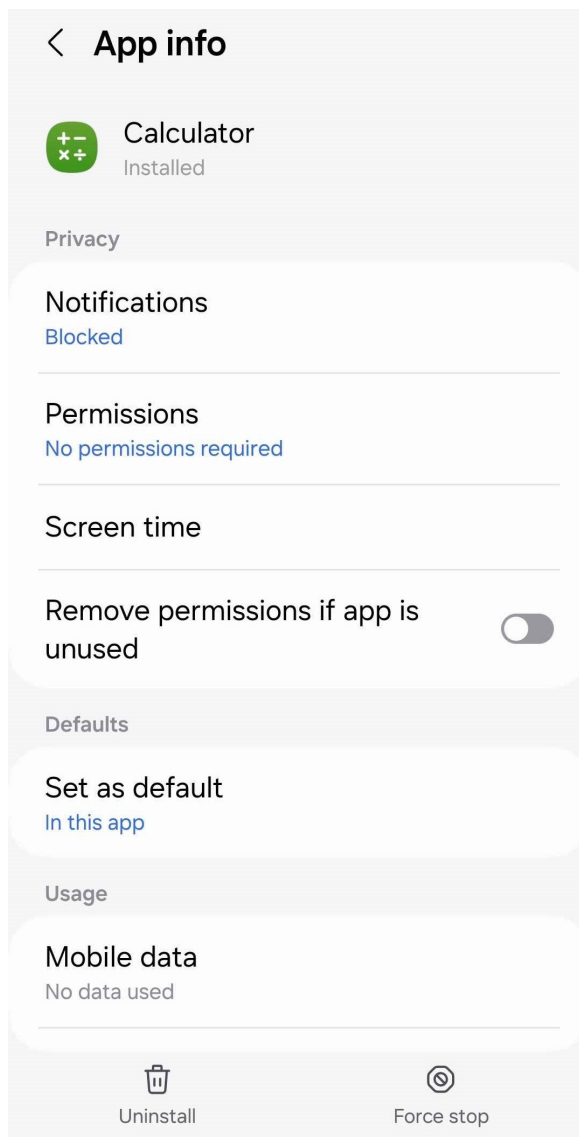 App info
Calculator
Installed
Privacy
Notifications
Blocked
Permissions
No permissions required
Screen time
Remove permissions if app is
unused
Defaults
Set as default
In this app
Usage
Mobile data
No data used
Uninstall
Force stop